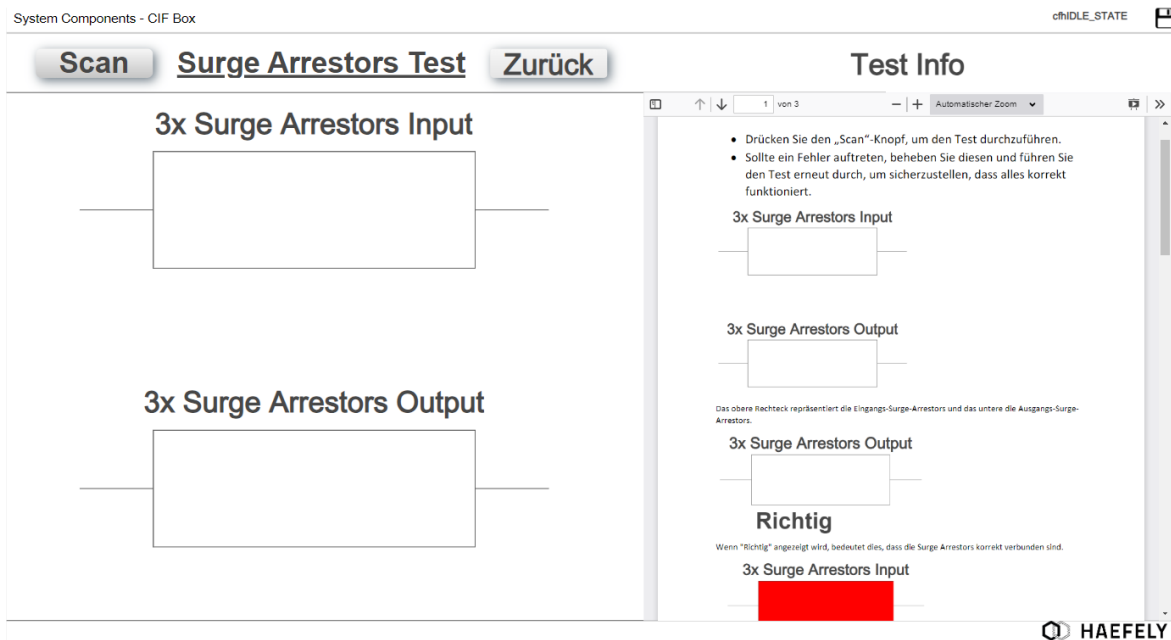 System Components - CIF Box
cfhIDLE_STATE
Scan
Surge Arrestors Test
Zurück
Test Info
1 von 3
Automatischer Zoom
3x Surge Arrestors Input
3x Surge Arrestors Output
• Drücken Sie den „Scan“-Knopf, um den Test durchzuführen.
• Sollte ein Fehler auftreten, beheben Sie diesen und führen Sie
den Test erneut durch, um sicherzustellen, dass alles korrekt
funktioniert.
3x Surge Arrestors Input
3x Surge Arrestors Output
Das obere Rechteck repräsentiert die Eingangs-Surge-Arrestors und das untere die Ausgangs-Surge-
Arrestors.
3x Surge Arrestors Output
Richtig
Wenn "Richtig" angezeigt wird, bedeutet dies, dass die Surge Arrestors korrekt verbunden sind.
3x Surge Arrestors Input
HAEFELY